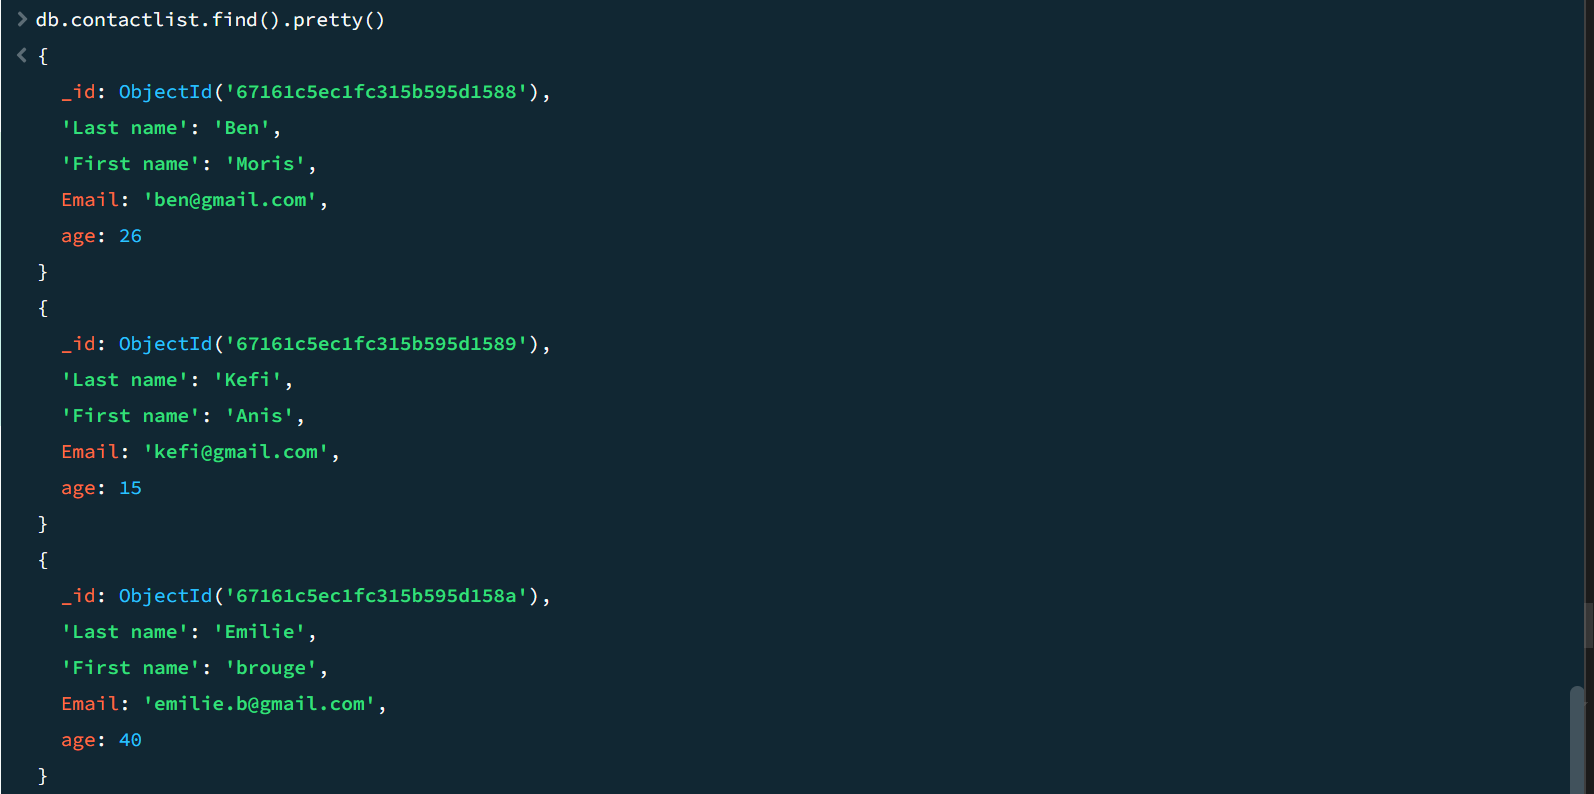 > db.contactlist.find().pretty()
< {
_id: ObjectId('67161c5ec1fc315b595d1588'),
'Last name': 'Ben',
'First name': 'Moris',
Email: 'ben@gmail.com',
age: 26
}
{
_id: ObjectId('67161c5ec1fc315b595d1589'),
'Last name': 'Kefi',
'First name': 'Anis',
Email: 'kefi@gmail.com',
age: 15
}
{
_id: ObjectId('67161c5ec1fc315b595d158a'),
'Last name': 'Emilie',
'First name': 'brouge',
Email: 'emilie.b@gmail.com',
age: 40
}